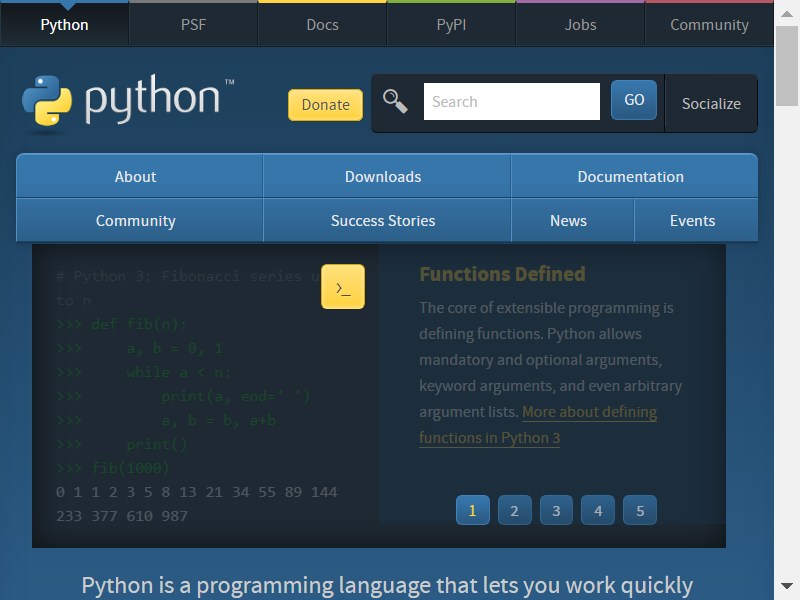 Python PSF Docs PyPI Jobs Community
python™
Donate Search GO Socialize
About Downloads Documentation
Community Success Stories News Events
# Python 3: Fibonacci series u
to n
>>> def fib(n):
>>>     a, b = 0, 1
>>>     while a < n:
>>>         print(a, end=' ')
>>>         a, b = b, a+b
>>>     print()
>>> fib(1000)
0 1 1 2 3 5 8 13 21 34 55 89 144
233 377 610 987
>_
Functions Defined
The core of extensible programming is
defining functions. Python allows
mandatory and optional arguments,
keyword arguments, and even arbitrary
argument lists. More about defining
functions in Python 3
1 2 3 4 5
Python is a programming language that lets you work quickly